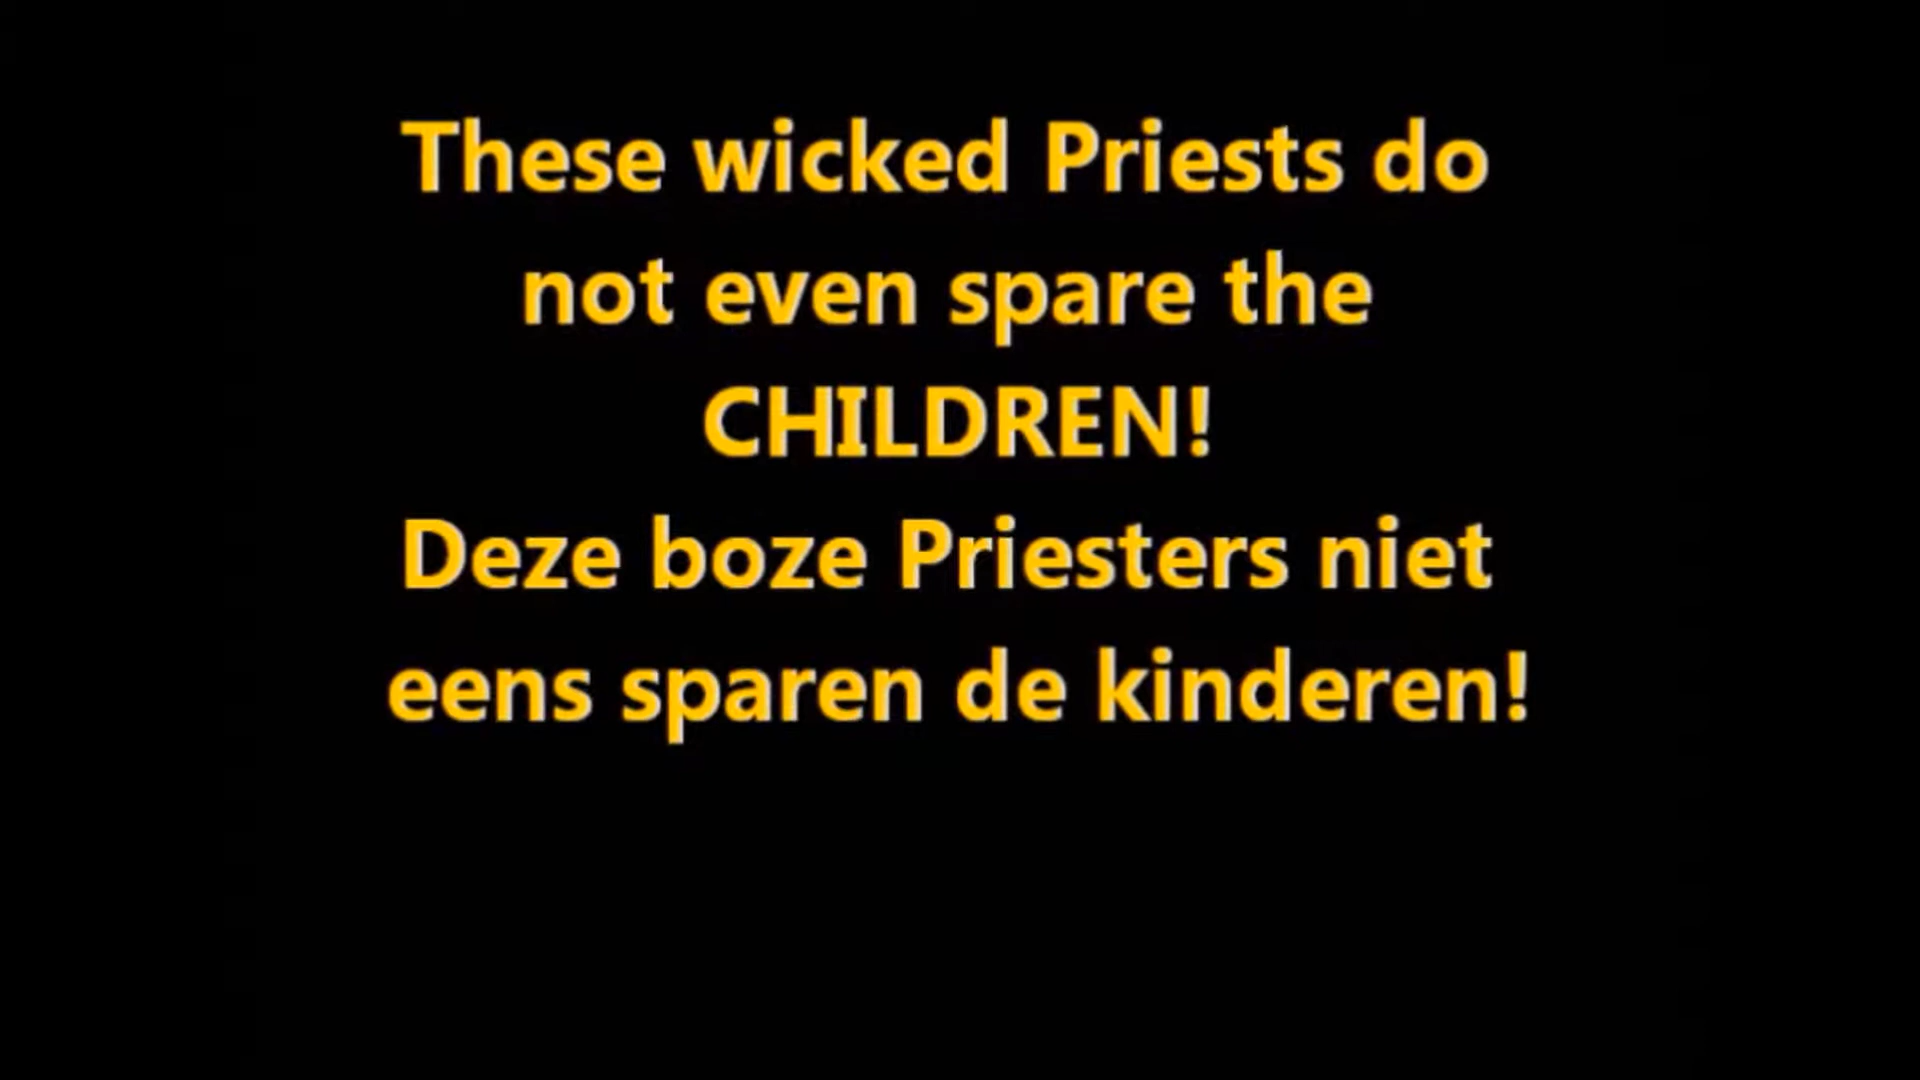 These wicked Priests do
not even spare the
CHILDREN!
Deze boze Priesters niet
eens sparen de kinderen!